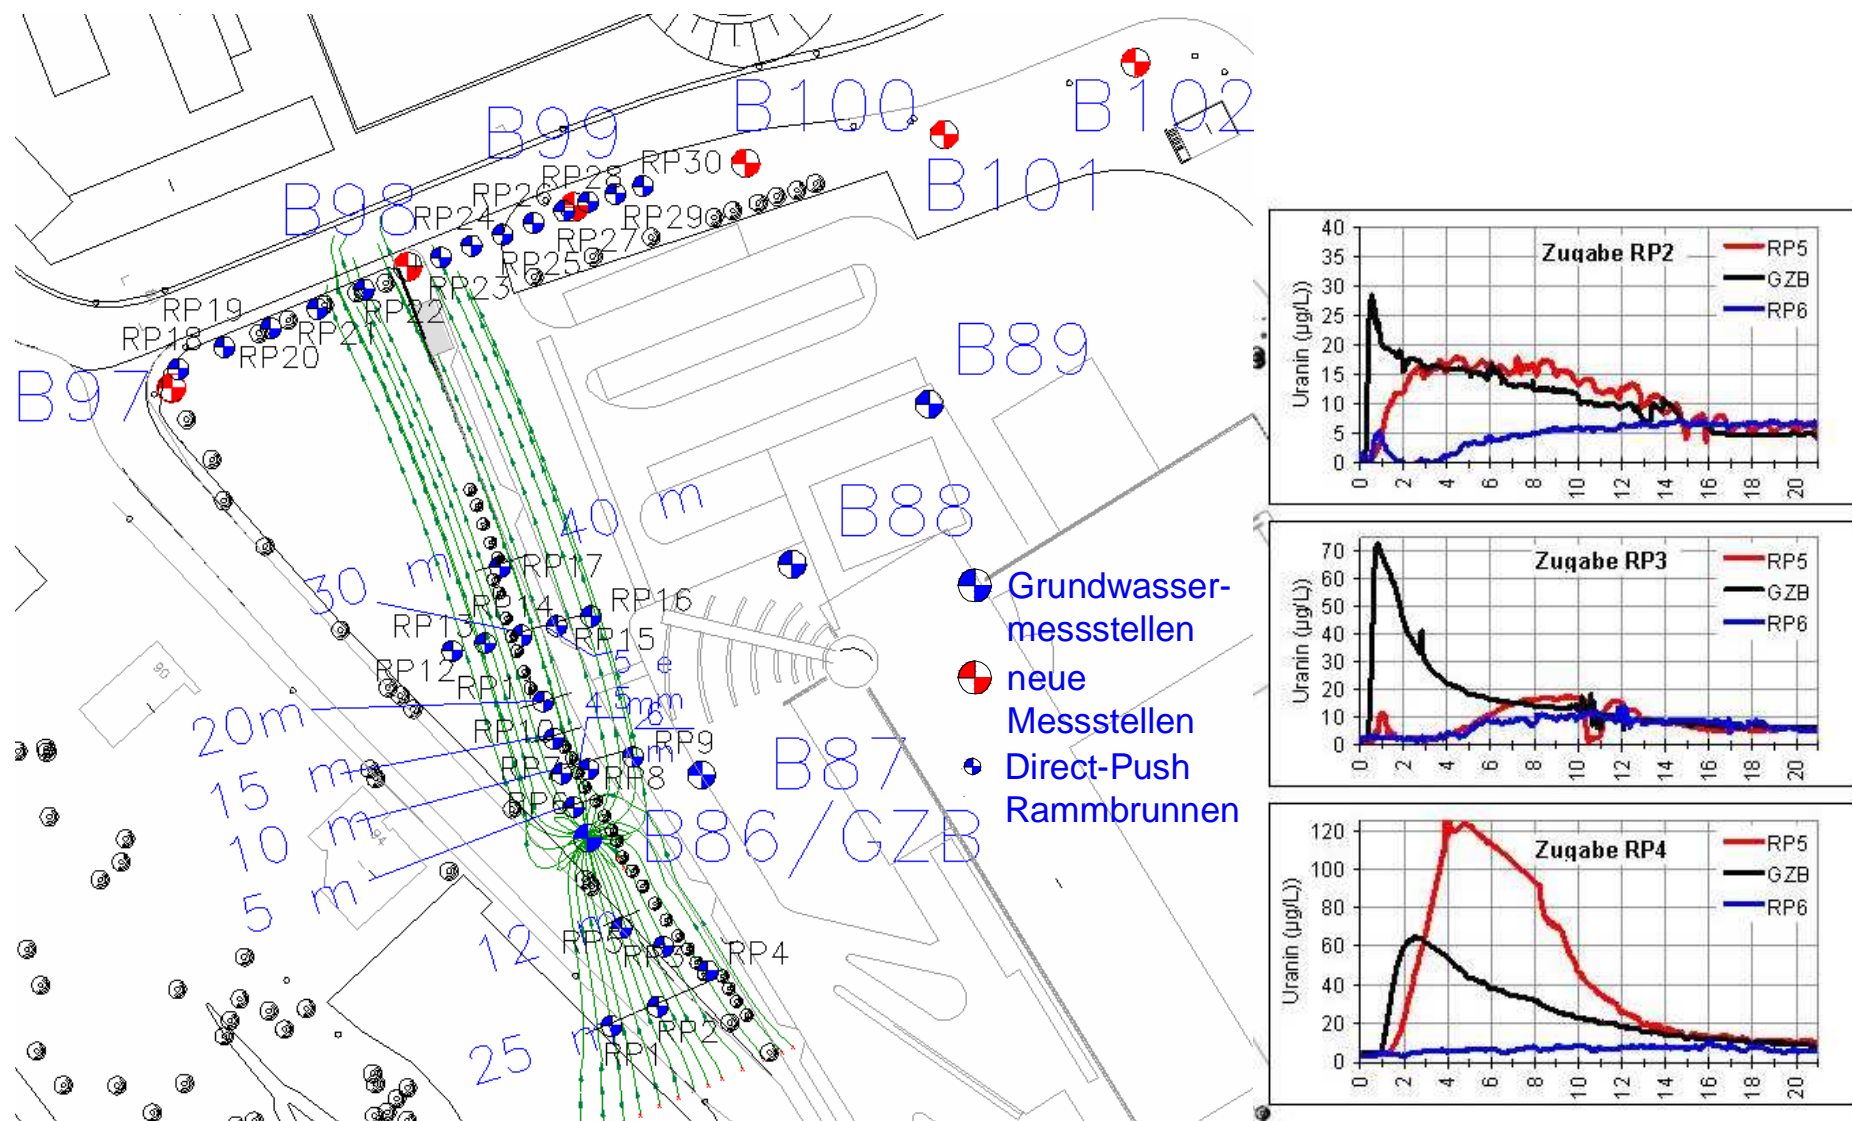 B100
B102
B99
B101
B98
RP30
RP28
RP26
RP24
RP29
RP27
RP25
RP23
RP22
RP19
RP21
RP18
RP20
B97
B89
B88
40 m
30 m
RP17
RP14
RP16
RP13
RP15
RP12
20m
RP10
RP9
15 m
RP7
RP8
B87
10 m
RP6
B86/GZB
5 m
12 m
RP5
RP3
RP4
25 m
RP2
RP1
90
94
Grundwasser-
messstellen
neue
Messstellen
Direct-Push
Rammbrunnen
Zugabe RP2
RP5
GZB
RP6
Uranin (µg/L))
40
35
30
25
20
15
10
5
0
0 2 4 6 8 10 12 14 16 18 20
Zugabe RP3
RP5
GZB
RP6
Uranin (µg/L))
70
60
50
40
30
20
10
0
0 2 4 6 8 10 12 14 16 18 20
Zugabe RP4
RP5
GZB
RP6
Uranin (µg/L))
120
100
80
60
40
20
0
0 2 4 6 8 10 12 14 16 18 20